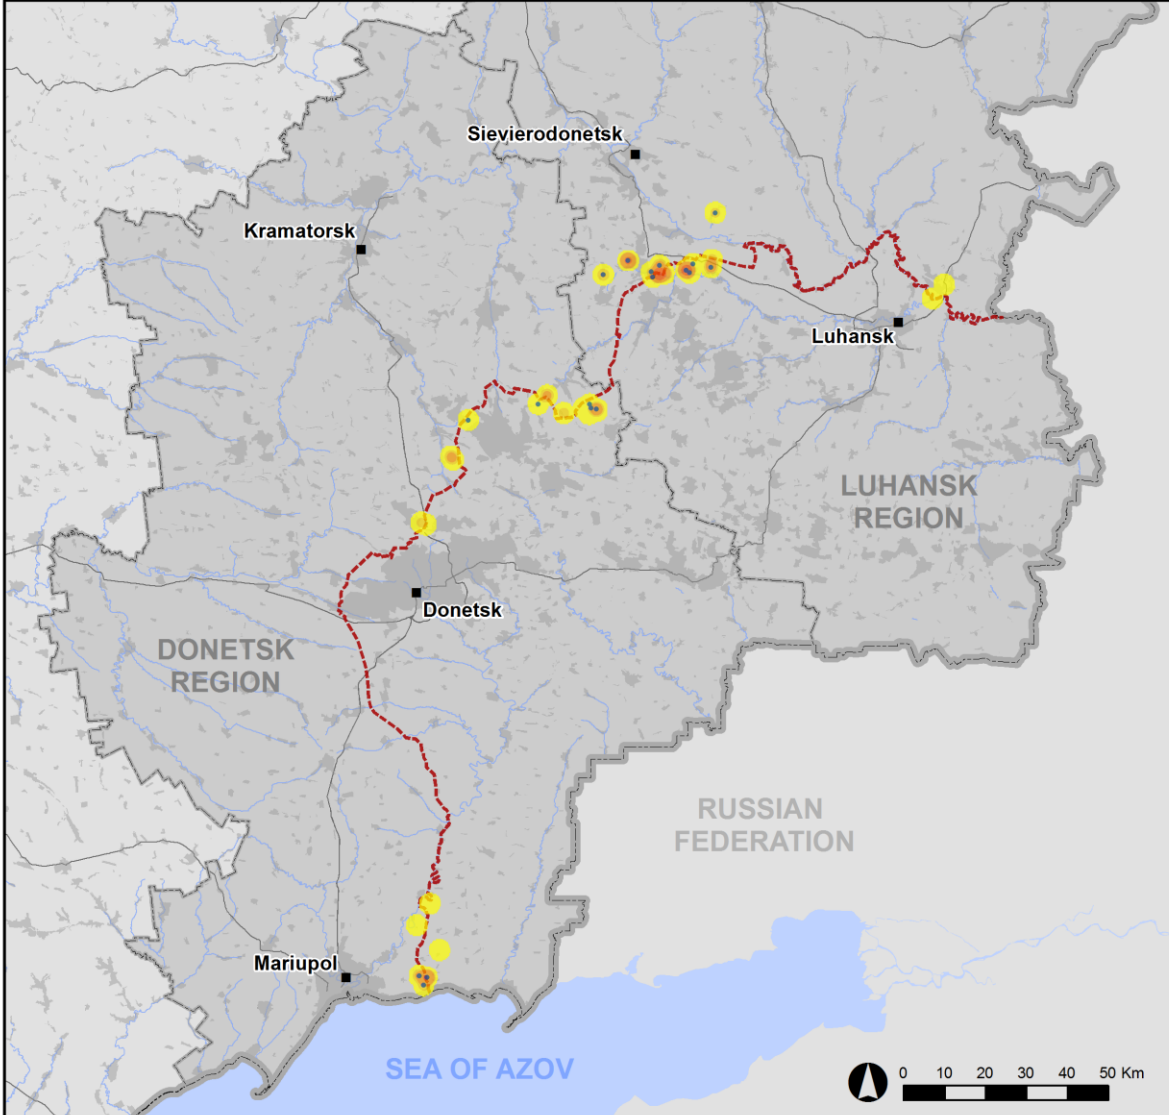 Sievierodonetsk
Kramatorsk
Luhansk
LUHANSK
REGION
Donetsk
DONETSK
REGION
RUSSIAN
FEDERATION
Mariupol
SEA OF AZOV
0 10 20 30 40 50 Km